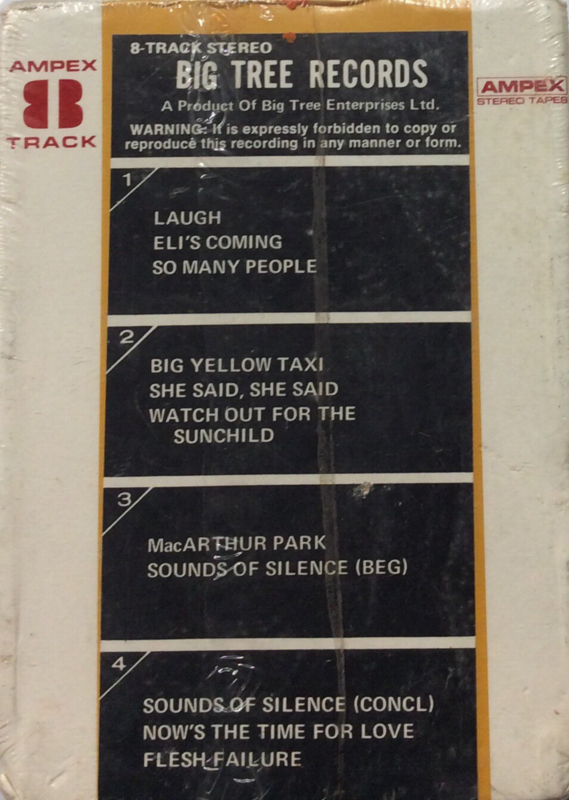 AMPEX
8
TRACK
8-TRACK STEREO
BIG TREE RECORDS
A Product Of Big Tree Enterprises Ltd.
WARNING: It is expressly forbidden to copy or
reproduce this recording in any manner or form.
AMPEX
STEREO TAPES
1
LAUGH
ELI'S COMING
SO MANY PEOPLE
2
BIG YELLOW TAXI
SHE SAID, SHE SAID
WATCH OUT FOR THE
SUNCHILD
3
MacARTHUR PARK
SOUNDS OF SILENCE (BEG)
4
SOUNDS OF SILENCE (CONCL)
NOW'S THE TIME FOR LOVE
FLESH FAILURE